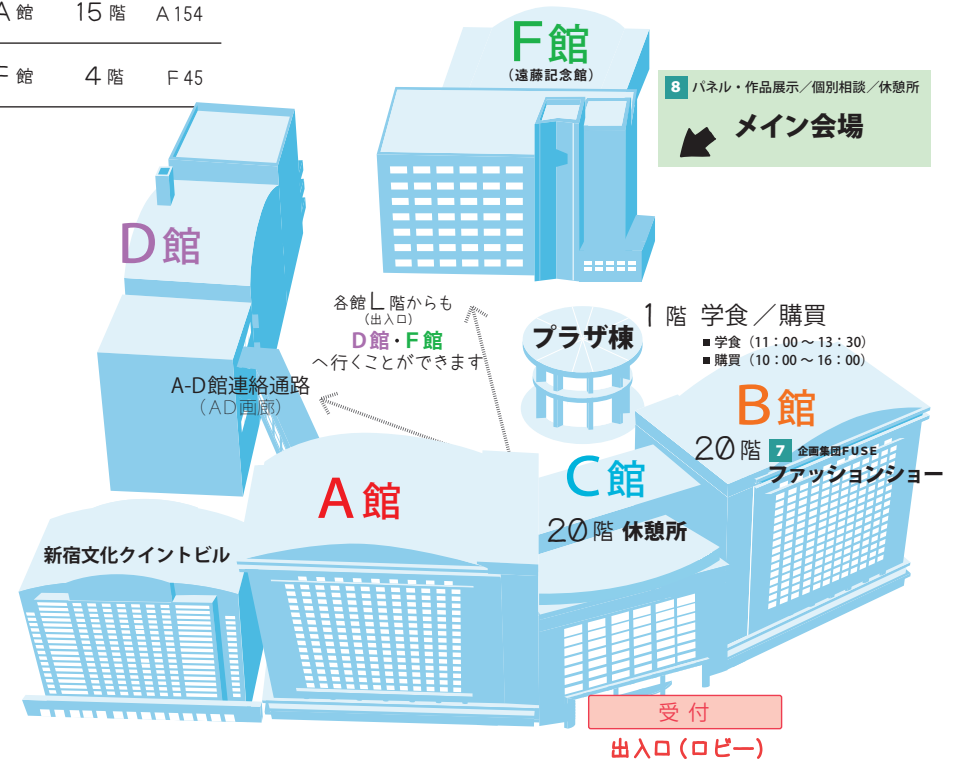 A館 15階 A154
F館 4階 F45
F館
(遠藤記念館)
8 パネル・作品展示／個別相談／休憩所
メイン会場
D館
各館L階からも
(出入口)
D館・F館
へ行くことができます
プラザ棟
1階 学食／購買
■ 学食（11：00～13：30）
■ 購買（10：00～16：00）
A-D館連絡通路
（AD画廊）
B館
20階 7 企画集団FUSE
ファッションショー
C館
20階 休憩所
A館
新宿文化クイントビル
受付
出入口（ロビー）